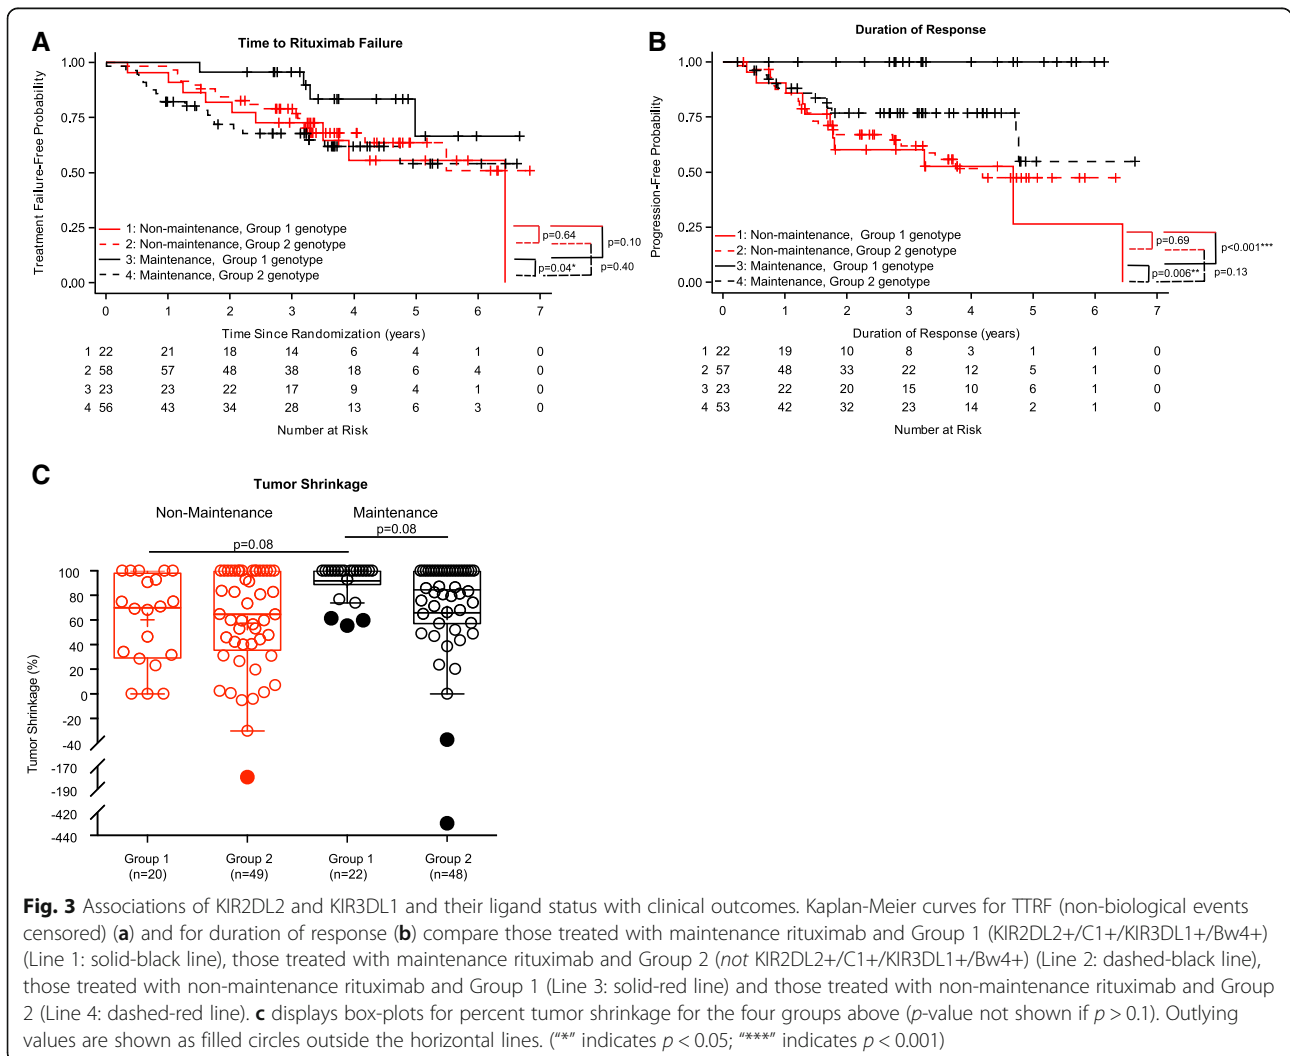 A
Time to Rituximab Failure
Treatment Failure-Free Probability
1.00
0.75
0.50
0.25
0.00
1: Non-maintenance, Group 1 genotype
2: Non-maintenance, Group 2 genotype
3: Maintenance, Group 1 genotype
4: Maintenance, Group 2 genotype
p=0.64
p=0.10
p=0.04*
p=0.40
0 1 2 3 4 5 6 7
Time Since Randomization (years)
1 22 21 18 14 6 4 1 0
2 58 57 48 38 18 6 4 0
3 23 23 22 17 9 4 1 0
4 56 43 34 28 13 6 3 0
Number at Risk
B
Duration of Response
Progression-Free Probability
1.00
0.75
0.50
0.25
0.00
1: Non-maintenance, Group 1 genotype
2: Non-maintenance, Group 2 genotype
3: Maintenance, Group 1 genotype
4: Maintenance, Group 2 genotype
p=0.69
p<0.001***
p=0.006**
p=0.13
0 1 2 3 4 5 6 7
Duration of Response (years)
1 22 19 10 8 3 1 1 0
2 57 48 33 22 12 5 1 0
3 23 22 20 15 10 6 1 0
4 53 42 32 23 14 2 1 0
Number at Risk
C
Tumor Shrinkage
Non-Maintenance Maintenance
p=0.08
p=0.08
Tumor Shrinkage (%)
100
80
60
40
20
0
-20
-40
-170
-190
-420
-440
Group 1 Group 2 Group 1 Group 2
(n=20) (n=49) (n=22) (n=48)
Fig. 3 Associations of KIR2DL2 and KIR3DL1 and their ligand status with clinical outcomes. Kaplan-Meier curves for TTRF (non-biological events
censored) (a) and for duration of response (b) compare those treated with maintenance rituximab and Group 1 (KIR2DL2+/C1+/KIR3DL1+/Bw4+)
(Line 1: solid-black line), those treated with maintenance rituximab and Group 2 (not KIR2DL2+/C1+/KIR3DL1+/Bw4+) (Line 2: dashed-black line),
those treated with non-maintenance rituximab and Group 1 (Line 3: solid-red line) and those treated with non-maintenance rituximab and Group
2 (Line 4: dashed-red line). c displays box-plots for percent tumor shrinkage for the four groups above (p-value not shown if p > 0.1). Outlying
values are shown as filled circles outside the horizontal lines. ("*" indicates p < 0.05; "***" indicates p < 0.001)